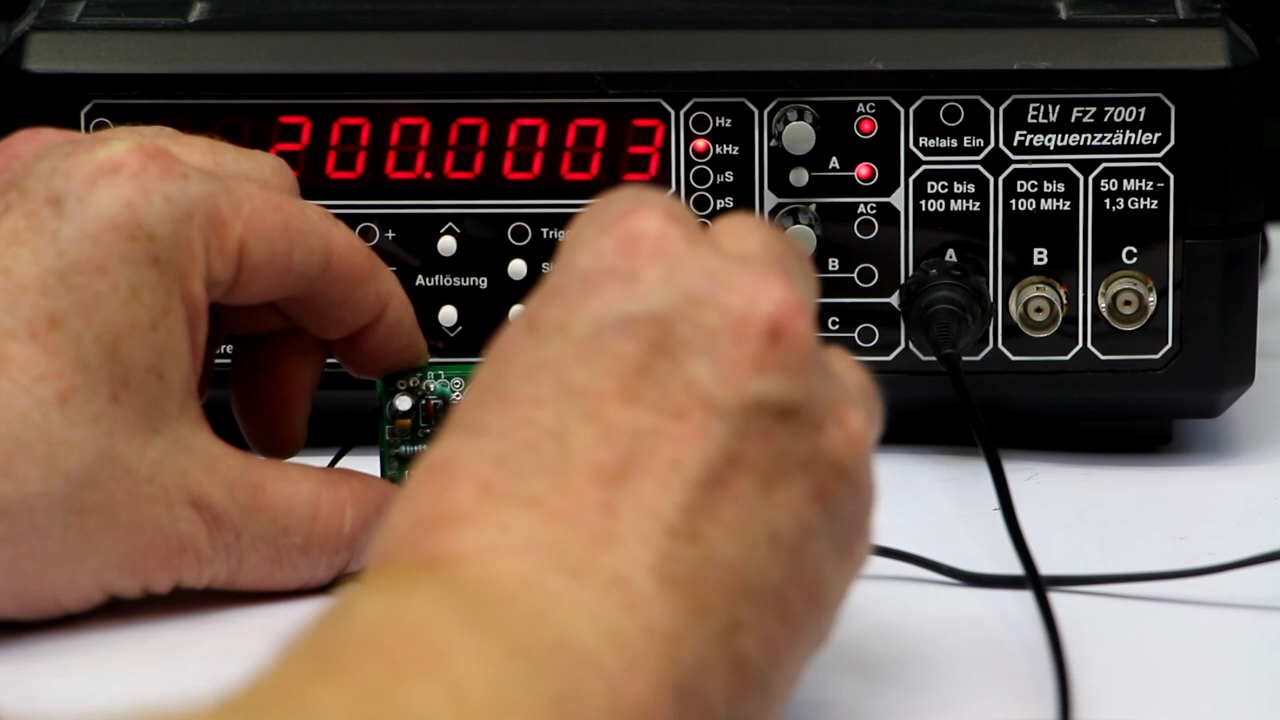 200.0003
Hz
kHz
µS
pS
+
Auflösung
AC
A
AC
B
C
Relais Ein
ELV FZ 7001
Frequenzzähler
DC bis
100 MHz
A
DC bis
100 MHz
B
50 MHz –
1,3 GHz
C